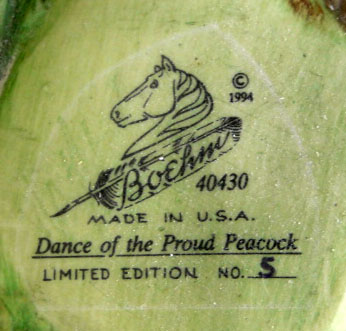 ©
1994
Boehm
40430
MADE IN U.S.A.
Dance of the Proud Peacock
LIMITED EDITION NO. 5